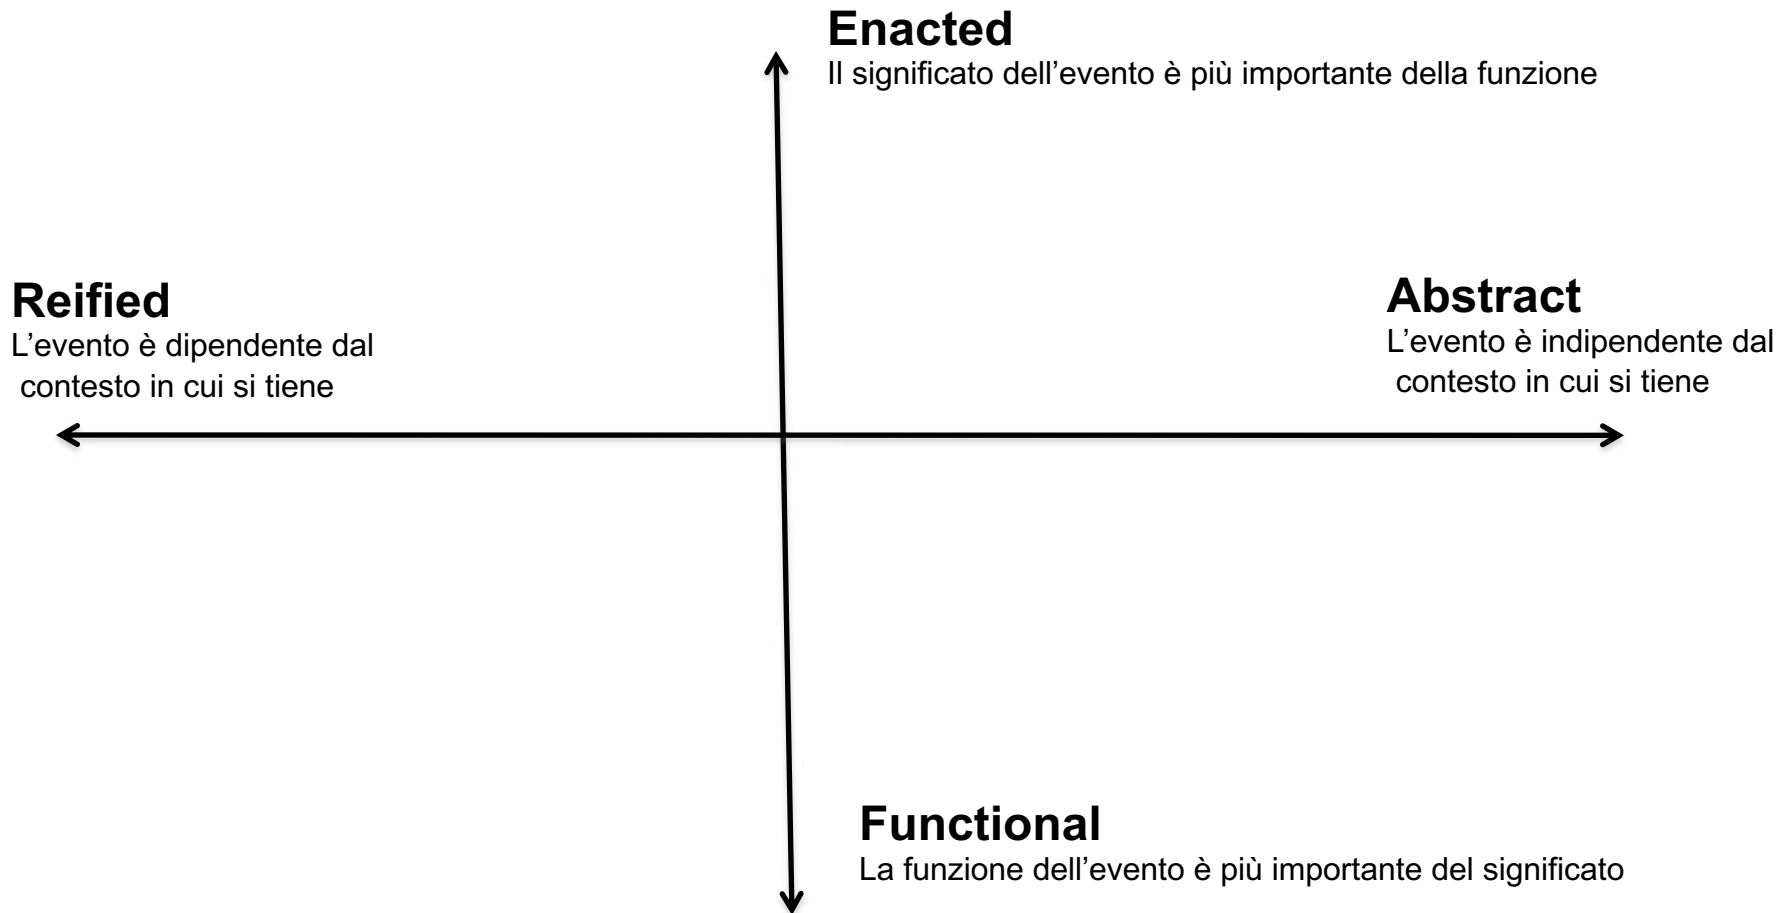 Enacted
Il significato dell’evento è più importante della funzione
Reified
L’evento è dipendente dal
contesto in cui si tiene
Abstract
L’evento è indipendente dal
contesto in cui si tiene
Functional
La funzione dell’evento è più importante del significato